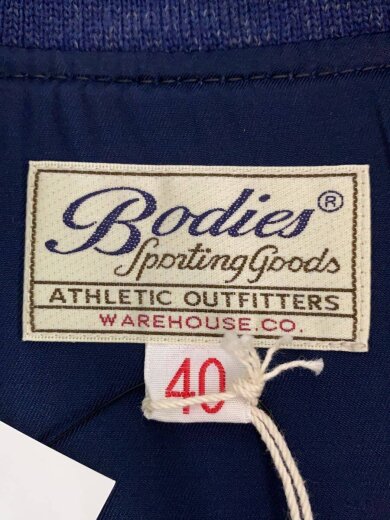 Bodies®
Sporting Goods
ATHLETIC OUTFITTERS
WAREHOUSE.CO.
40